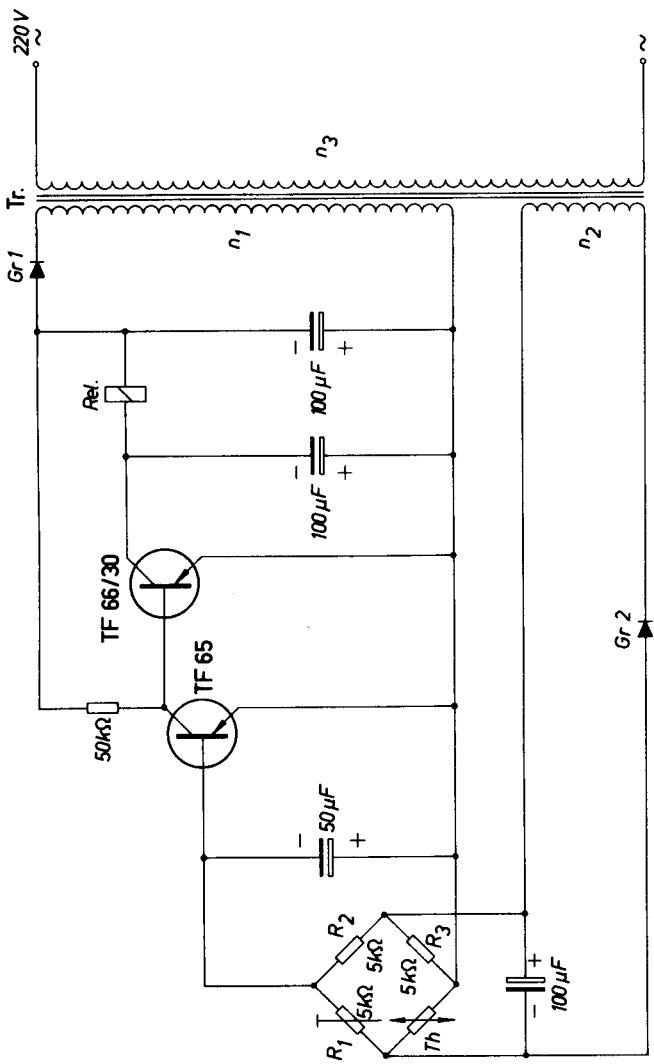 220 V
~
Tr.
n3
n1
n2
~
Gr 1
Rel.
−
+
100 µF
−
+
100 µF
TF 66/30
TF 65
50kΩ
−
+
50 µF
Gr 2
R2
5kΩ
R3
5kΩ
R1
5kΩ
Th
−
+
100 µF